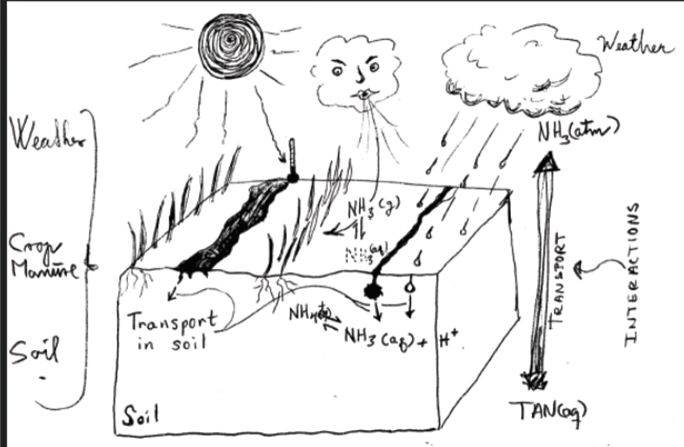 Weather
NH3(atm)
Weather
Crop
Manure
Soil
NH3(g)
⇅
NH3(aq)
Transport
in soil
NH4+ ⇌
NH3(aq) + H+
Soil
TRANSPORT
INTERACTIONS
TAN(aq)